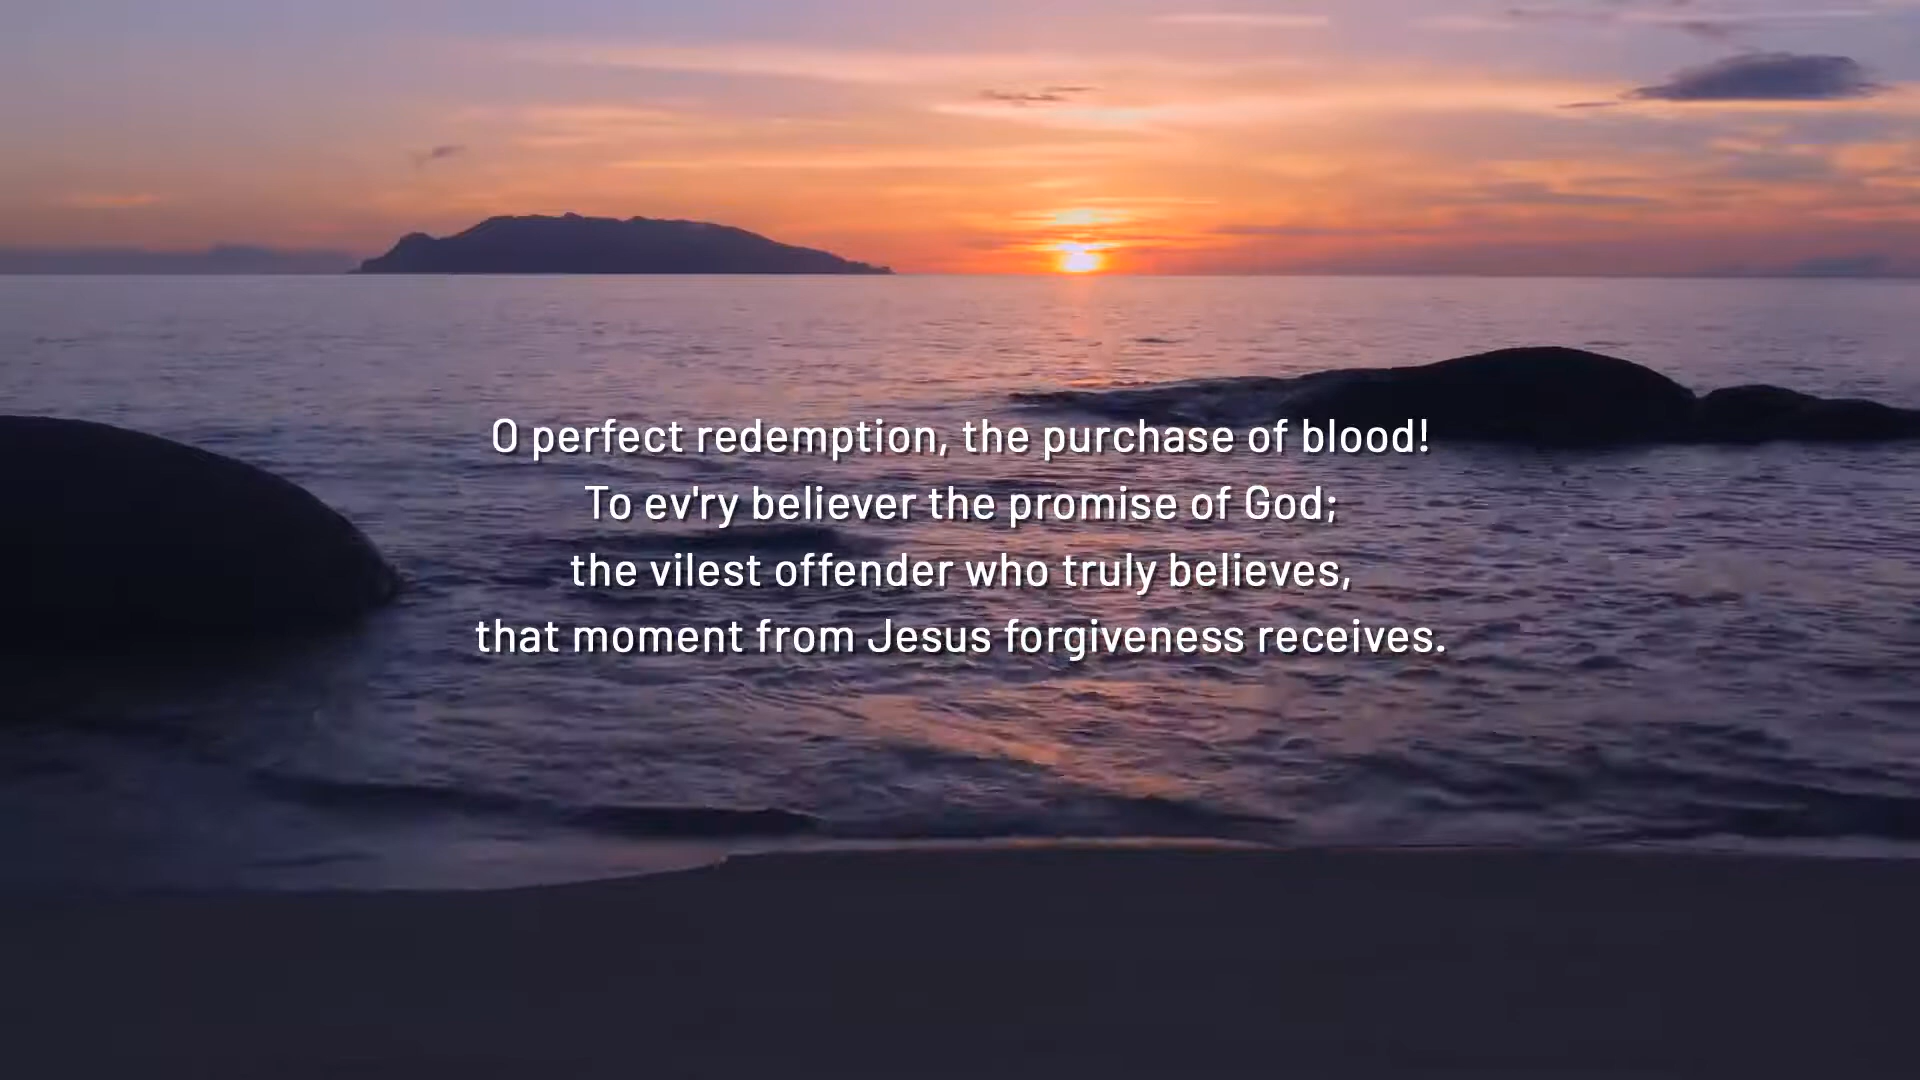 O perfect redemption, the purchase of blood!
To ev'ry believer the promise of God;
the vilest offender who truly believes,
that moment from Jesus forgiveness receives.